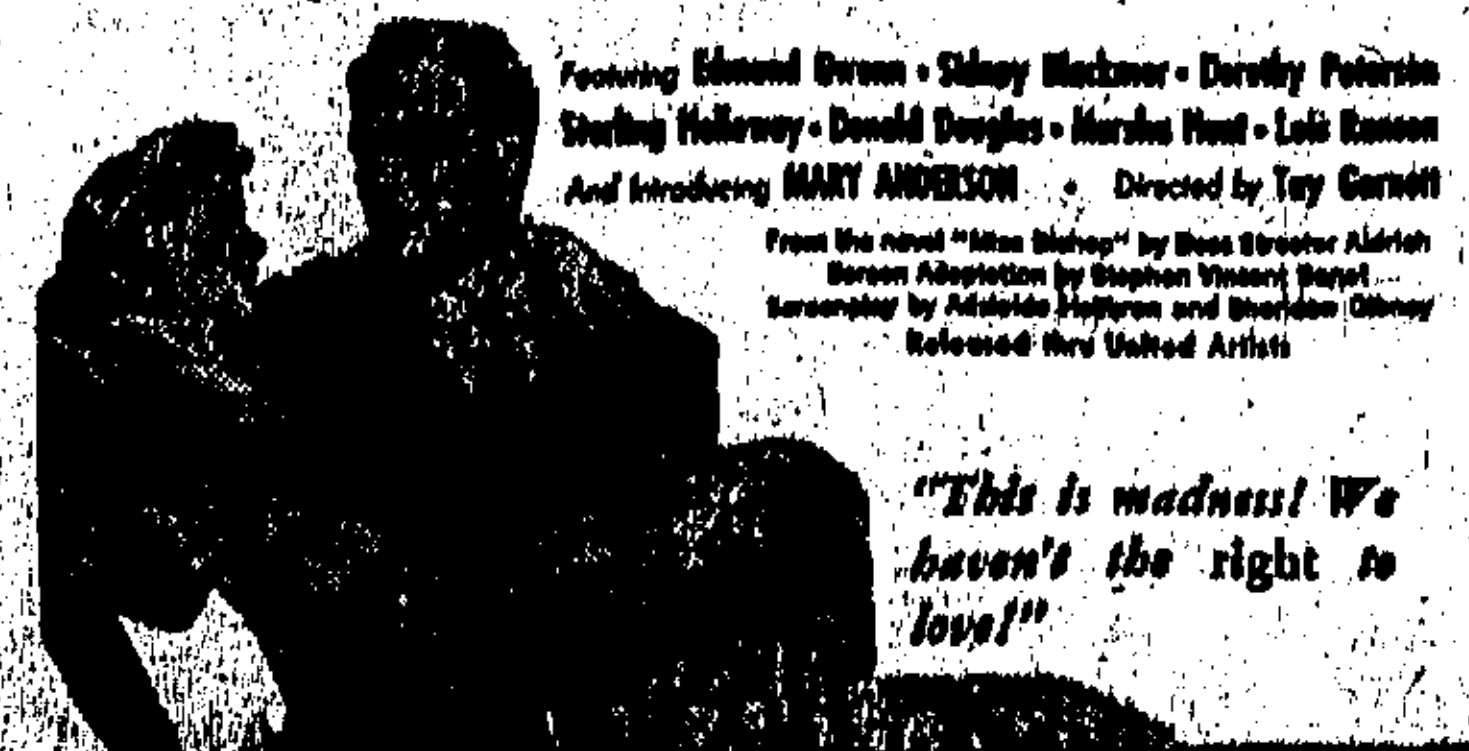 Featuring Edmund Gwenn • Sidney Blackmer • Dorothy Peterson
Sterling Holloway • Donald Douglas • Marsha Hunt • Lois Ranson
And Introducing MARY ANDERSON • Directed by Tay Garnett
From the novel "Miss Bishop" by Bess Streeter Aldrich
Screen Adaptation by Stephen Vincent Benet
Screenplay by Adelaide Heilbron and Sheridan Gibney
Released thru United Artists
"This is madness! We
haven't the right to
love!"